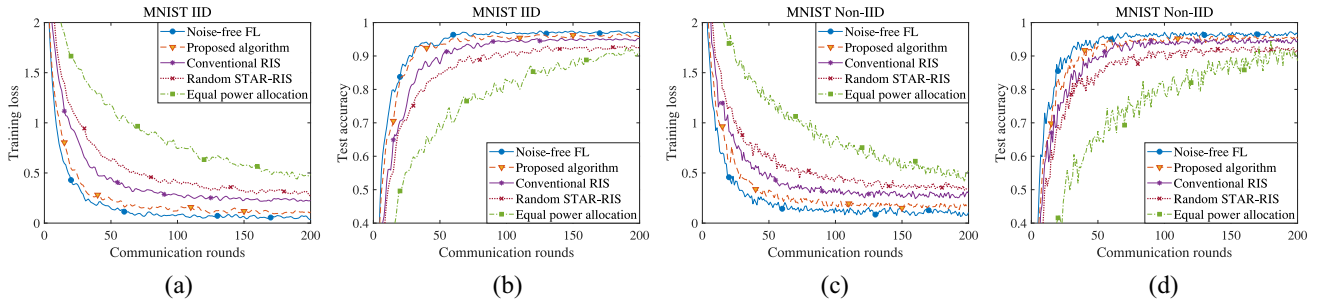 MNIST IID
2
1.5
1
0.5
0
Training loss
0
50
100
150
200
Communication rounds
Noise-free FL
Proposed algorithm
Conventional RIS
Random STAR-RIS
Equal power allocation
(a)
MNIST IID
1
0.9
0.8
0.7
0.6
0.5
0.4
Test accuracy
0
50
100
150
200
Communication rounds
Noise-free FL
Proposed algorithm
Conventional RIS
Random STAR-RIS
Equal power allocation
(b)
MNIST Non-IID
2
1.5
1
0.5
0
Training loss
0
50
100
150
200
Communication rounds
Noise-free FL
Proposed algorithm
Conventional RIS
Random STAR-RIS
Equal power allocation
(c)
MNIST Non-IID
1
0.9
0.8
0.7
0.6
0.5
0.4
Test accuracy
0
50
100
150
200
Communication rounds
Noise-free FL
Proposed algorithm
Conventional RIS
Random STAR-RIS
Equal power allocation
(d)